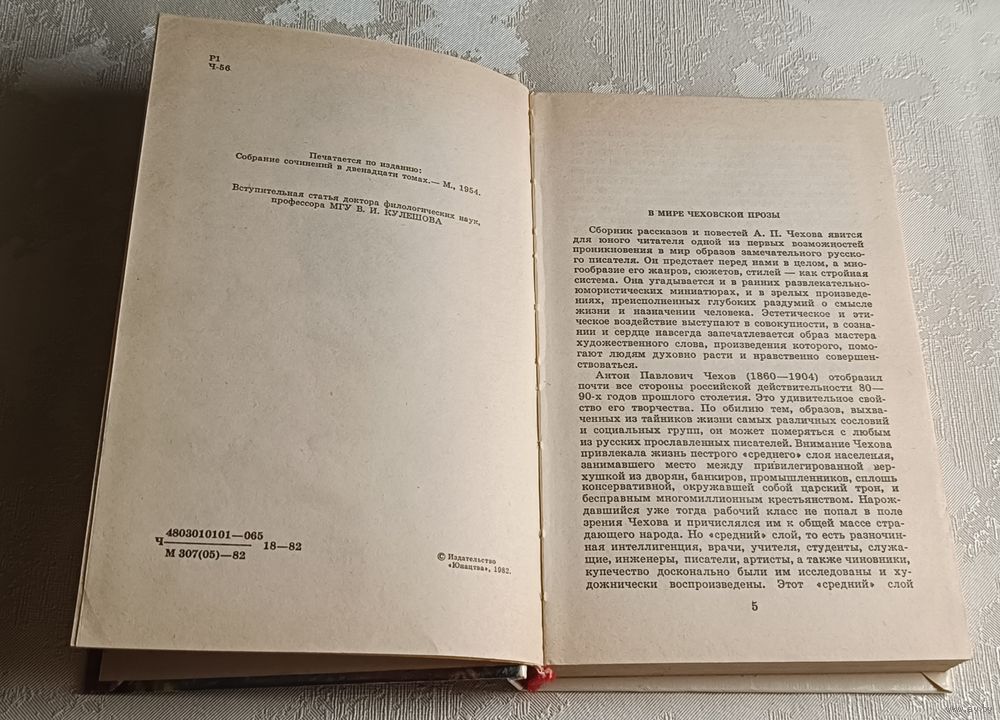 Р1
Ч-56
Печатается по изданию:
Собрание сочинений в двенадцати томах.— М., 1954.
Вступительная статья доктора филологических наук,
профессора МГУ В. И. КУЛЕШОВА
4803010101—065
Ч 18—82
М 307(05)—82
© Издательство
«Юнацтва», 1982.
В МИРЕ ЧЕХОВСКОЙ ПРОЗЫ
Сборник рассказов и повестей А. П. Чехова явится
для юного читателя одной из первых возможностей
проникновения в мир образов замечательного русско-
го писателя. Он предстает перед нами в целом, а мно-
гообразие его жанров, сюжетов, стилей — как стройная
система. Она угадывается и в ранних развлекательно-
юмористических миниатюрах, и в зрелых произведе-
ниях, преисполненных глубоких раздумий о смысле
жизни и назначении человека. Эстетическое и эти-
ческое воздействие выступают в совокупности, в созна-
нии и сердце навсегда запечатлевается образ мастера
художественного слова, произведения которого, помо-
гают людям духовно расти и нравственно совершен-
ствоваться.
Антон Павлович Чехов (1860—1904) отобразил
почти все стороны российской действительности 80—
90-х годов прошлого столетия. Это удивительное свой-
ство его творчества. По обилию тем, образов, выхва-
ченных из тайников жизни самых различных сословий
и социальных групп, он может померяться с любым
из русских прославленных писателей. Внимание Чехова
привлекала жизнь пестрого «среднего» слоя населения,
занимавшего место между привилегированной вер-
хушкой из дворян, банкиров, промышленников, сплошь
консервативной, окружавшей собой царский трон, и
бесправным многомиллионным крестьянством. Нарож-
давшийся уже тогда рабочий класс не попал в поле
зрения Чехова и причислялся им к общей массе стра-
дающего народа. Но «средний» слой, то есть разночин-
ная интеллигенция, врачи, учителя, студенты, служа-
щие, инженеры, писатели, артисты, а также чиновники,
купечество досконально были им исследованы и ху-
дожнически воспроизведены. Этот «средний» слой
5